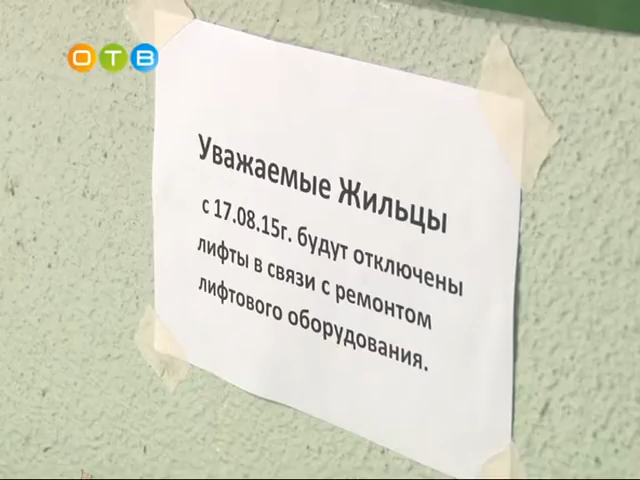 ОТВ
Уважаемые Жильцы
с 17.08.15г. будут отключены
лифты в связи с ремонтом
лифтового оборудования.